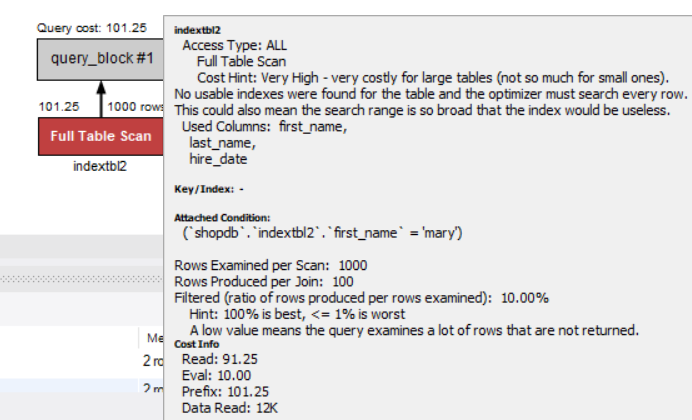 Query cost: 101.25
query_block #1
101.25 1000 rows
Full Table Scan
indextbl2
indextbl2
Access Type: ALL
Full Table Scan
Cost Hint: Very High - very costly for large tables (not so much for small ones).
No usable indexes were found for the table and the optimizer must search every row.
This could also mean the search range is so broad that the index would be useless.
Used Columns: first_name,
last_name,
hire_date
Key/Index: -
Attached Condition:
(`shopdb`.`indextbl2`.`first_name` = 'mary')
Rows Examined per Scan: 1000
Rows Produced per Join: 100
Filtered (ratio of rows produced per rows examined): 10.00%
Hint: 100% is best, <= 1% is worst
A low value means the query examines a lot of rows that are not returned.
Cost Info
Read: 91.25
Eval: 10.00
Prefix: 101.25
Data Read: 12K
Me
2 ro